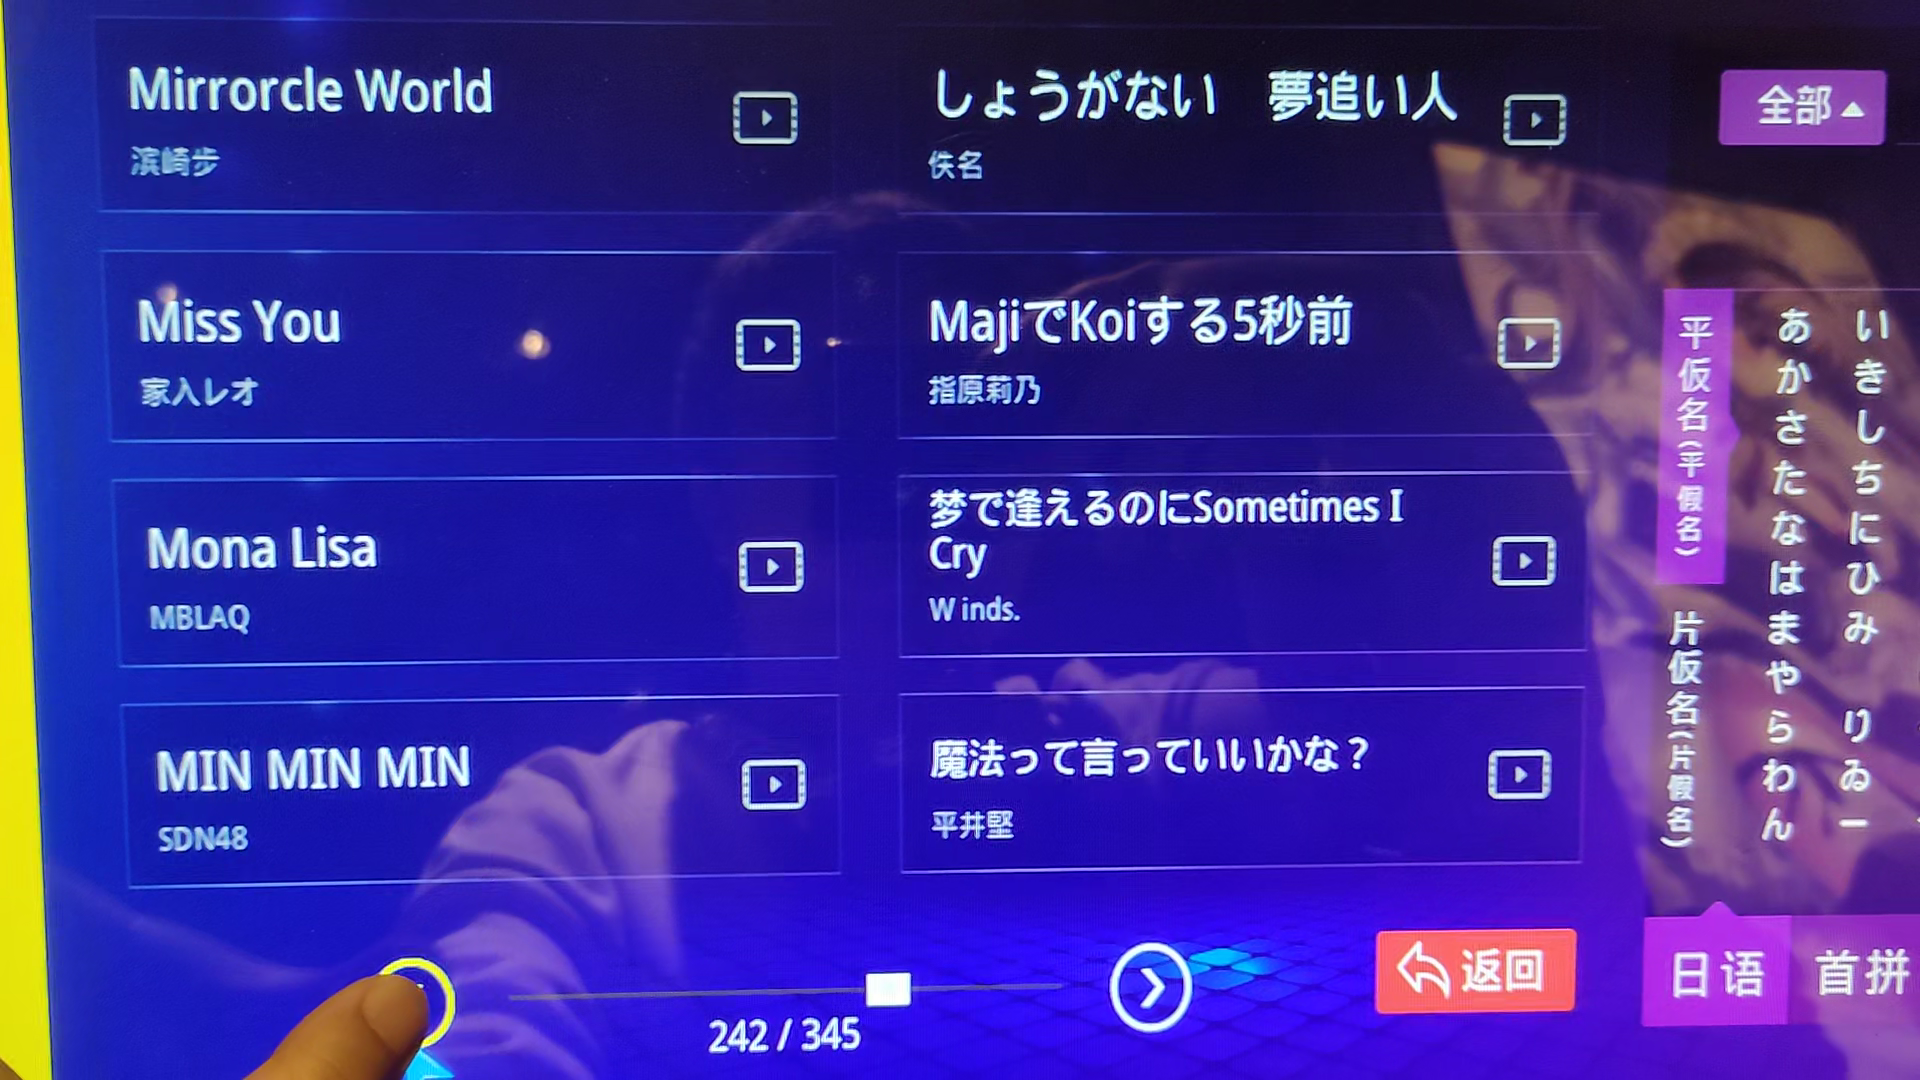 Mirrorcle World
滨崎步
しょうがない　夢追い人
佚名
Miss You
家入レオ
MajiでKoiする5秒前
指原莉乃
Mona Lisa
MBLAQ
梦で逢えるのにSometimes I
Cry
W inds.
MIN MIN MIN
SDN48
魔法って言っていいかな？
平井堅
242 / 345
返回
全部
平仮名(平假名)
片仮名(片假名)
あかさたなはまやらわん
いきしちにひみ　りゐー
日语
首拼